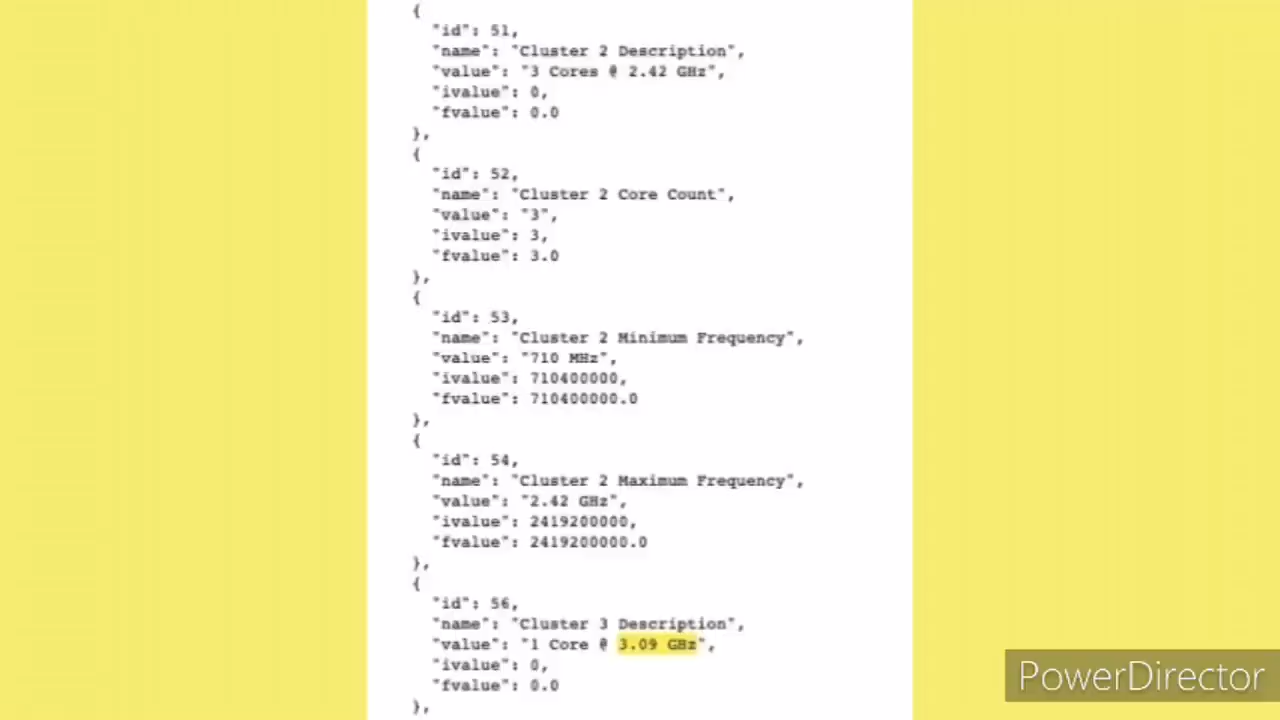 {
"id": 51,
"name": "Cluster 2 Description",
"value": "3 Cores @ 2.42 GHz",
"ivalue": 0,
"fvalue": 0.0
},
{
"id": 52,
"name": "Cluster 2 Core Count",
"value": "3",
"ivalue": 3,
"fvalue": 3.0
},
{
"id": 53,
"name": "Cluster 2 Minimum Frequency",
"value": "710 MHz",
"ivalue": 710400000,
"fvalue": 710400000.0
},
{
"id": 54,
"name": "Cluster 2 Maximum Frequency",
"value": "2.42 GHz",
"ivalue": 2419200000,
"fvalue": 2419200000.0
},
{
"id": 56,
"name": "Cluster 3 Description",
"value": "1 Core @ 3.09 GHz",
"ivalue": 0,
"fvalue": 0.0
},
PowerDirector